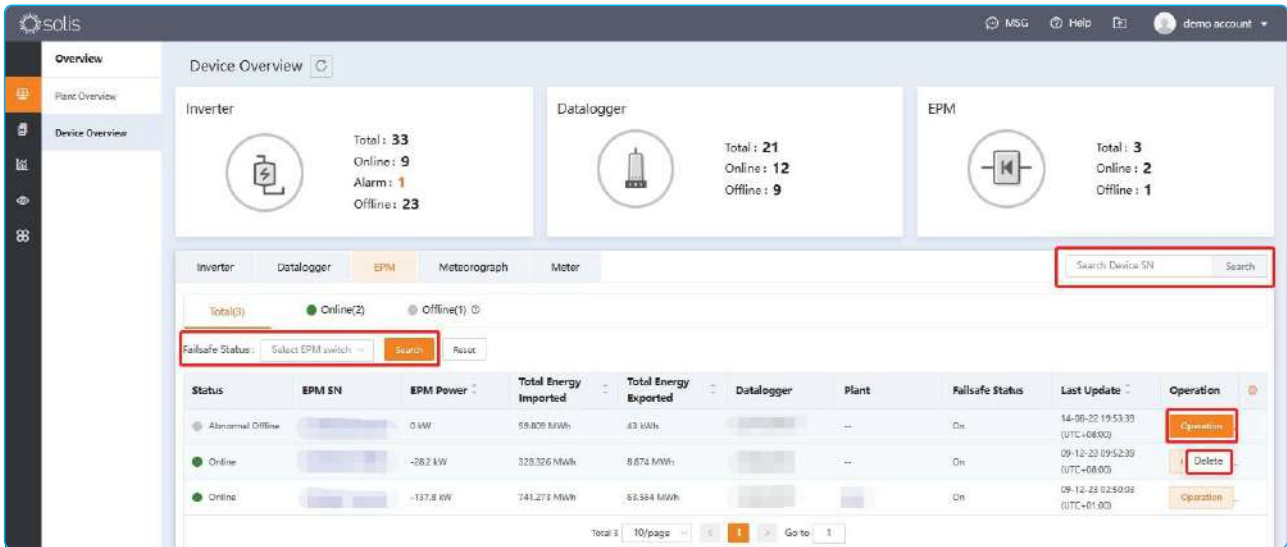 solis
MSG Help demo account
Overview
Plant Overview
Device Overview
Device Overview
Inverter
Total : 33
Online : 9
Alarm : 1
Offline : 23
Datalogger
Total : 21
Online : 12
Offline : 9
EPM
Total : 3
Online : 2
Offline : 1
Inverter Datalogger EPM Meteorograph Meter
Search Device SN Search
Total(3) Online(2) Offline(1)
Failsafe Status : Select EPM switch Search Reset
Status EPM SN EPM Power Total Energy Imported Total Energy Exported Datalogger Plant Failsafe Status Last Update Operation
Abnormal Offline 0 kW 59.809 MWh 43 kWh -- On 14-08-22 19:53:39 (UTC+08:00) Operation
Online -28.2 kW 328.326 MWh 8.874 MWh -- On 09-12-23 09:52:39 (UTC+08:00) Delete
Online -137.8 kW 741.273 MWh MWh On 09-12-23 02:50:03 (UTC+01:00) Operation
Total 3 10/page 1 Go to 1